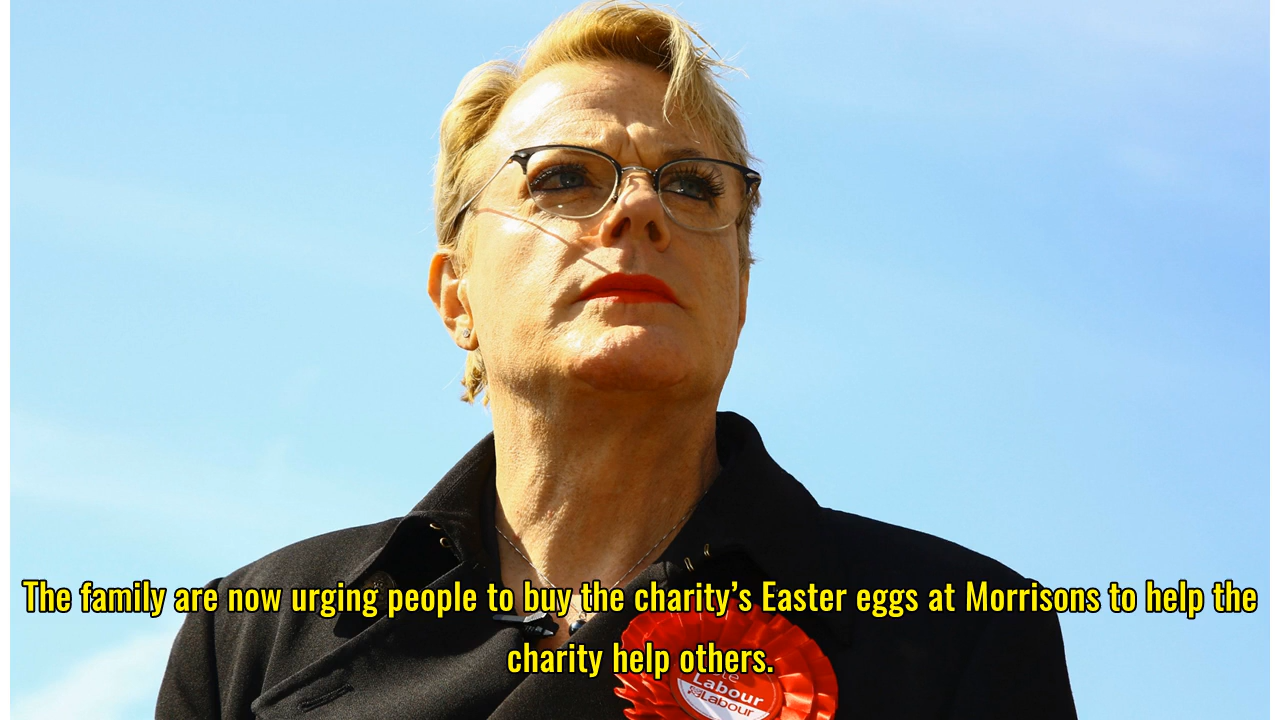 The family are now urging people to buy the charity’s Easter eggs at Morrisons to help the
charity help others.
Labour
Labour